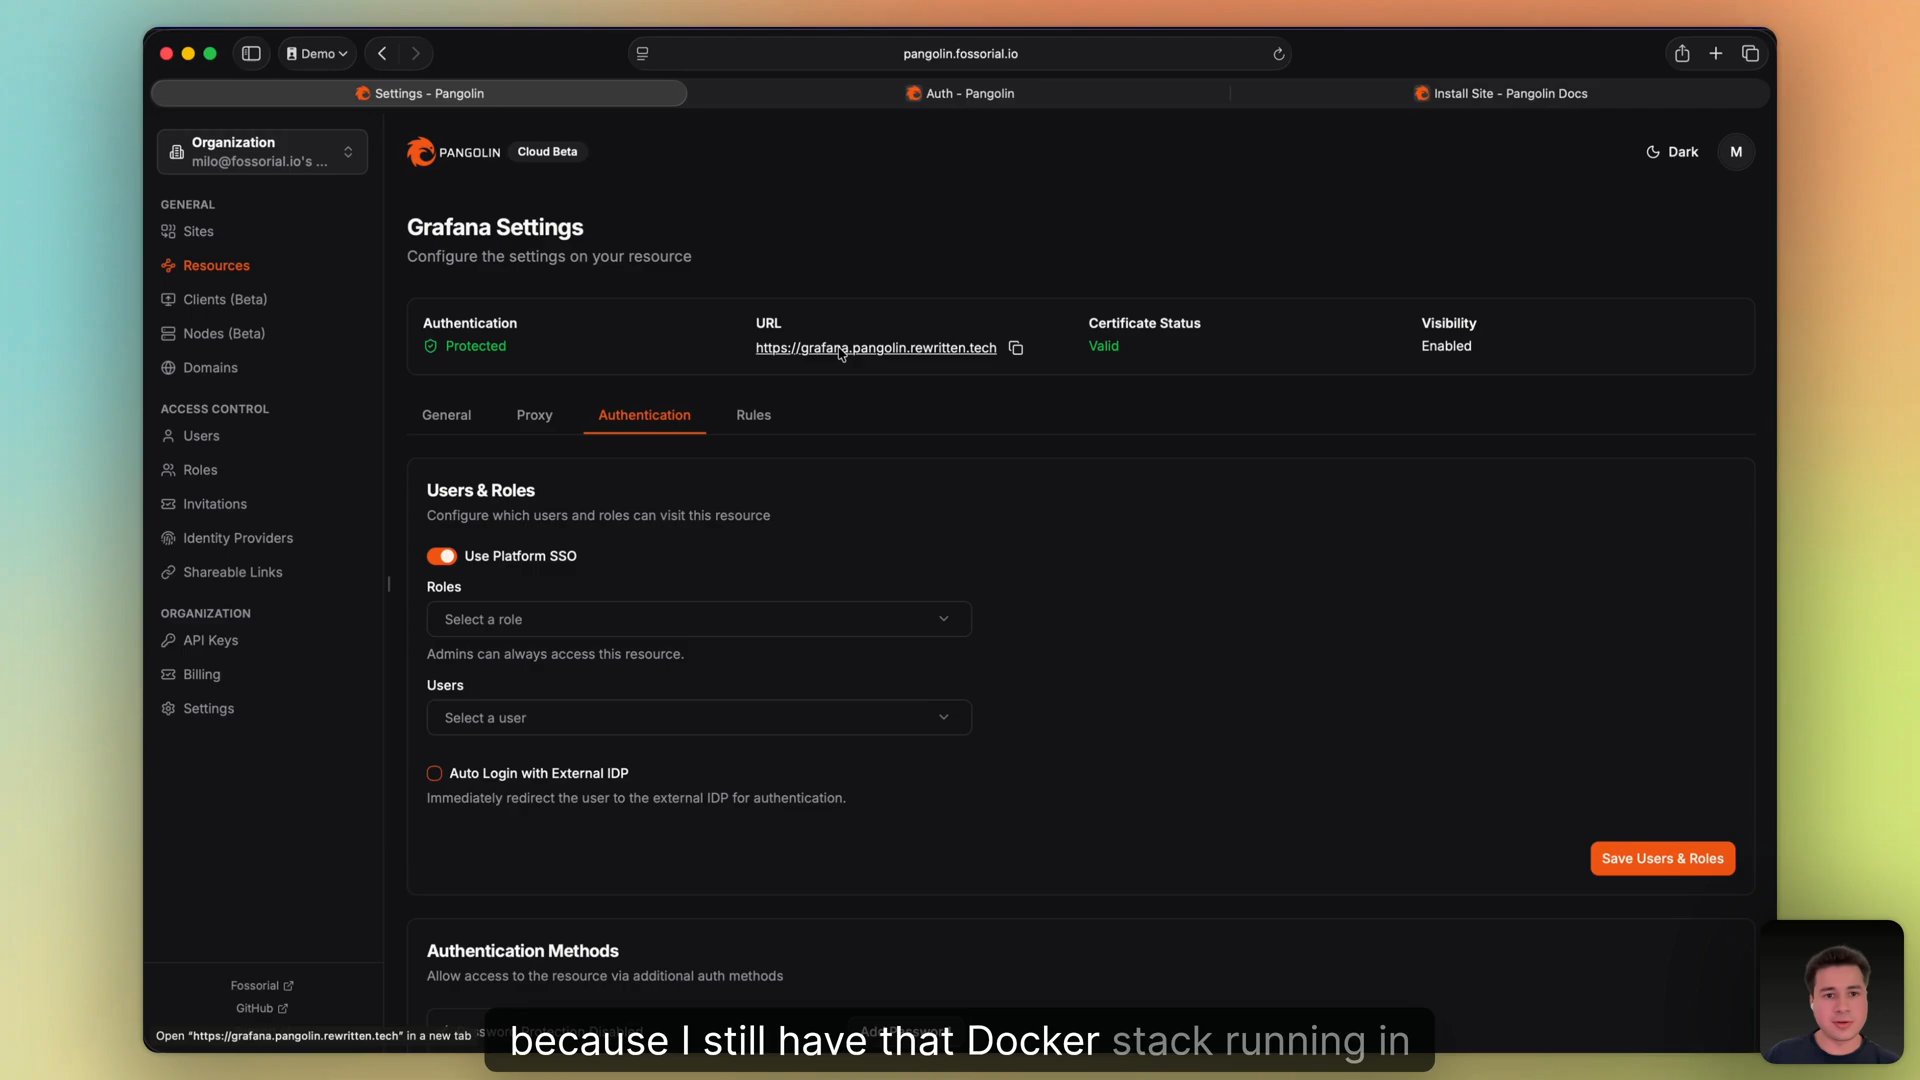 Demo
pangolin.fossorial.io
Settings - Pangolin
Auth - Pangolin
Install Site - Pangolin Docs
Organization
milo@fossorial.io's ...
GENERAL
Sites
Resources
Clients (Beta)
Nodes (Beta)
Domains
ACCESS CONTROL
Users
Roles
Invitations
Identity Providers
Shareable Links
ORGANIZATION
API Keys
Billing
Settings
Fossorial
GitHub
Open "https://grafana.pangolin.rewritten.tech" in a new tab
PANGOLIN
Cloud Beta
Dark
M
Grafana Settings
Configure the settings on your resource
Authentication
Protected
URL
https://grafana.pangolin.rewritten.tech
Certificate Status
Valid
Visibility
Enabled
General
Proxy
Authentication
Rules
Users & Roles
Configure which users and roles can visit this resource
Use Platform SSO
Roles
Select a role
Admins can always access this resource.
Users
Select a user
Auto Login with External IDP
Immediately redirect the user to the external IDP for authentication.
Save Users & Roles
Authentication Methods
Allow access to the resource via additional auth methods
because I still have that Docker stack running in